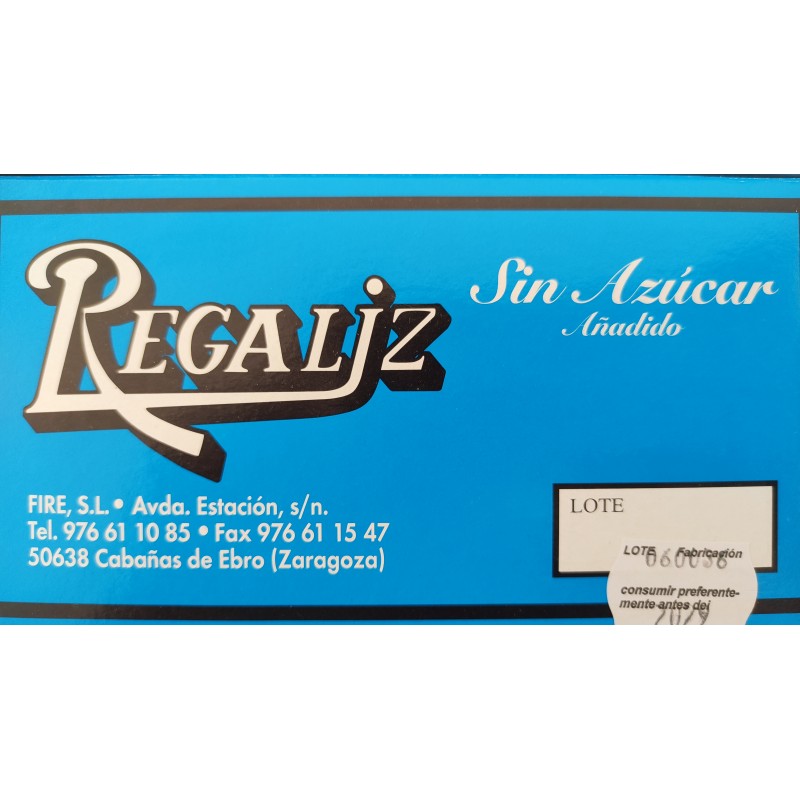 REGALIZ
Sin Azúcar
Añadido
FIRE, S.L. • Avda. Estación, s/n.
Tel. 976 61 10 85 • Fax 976 61 15 47
50638 Cabañas de Ebro (Zaragoza)
LOTE
LOTE Fabricación
consumir preferente-
mente antes del